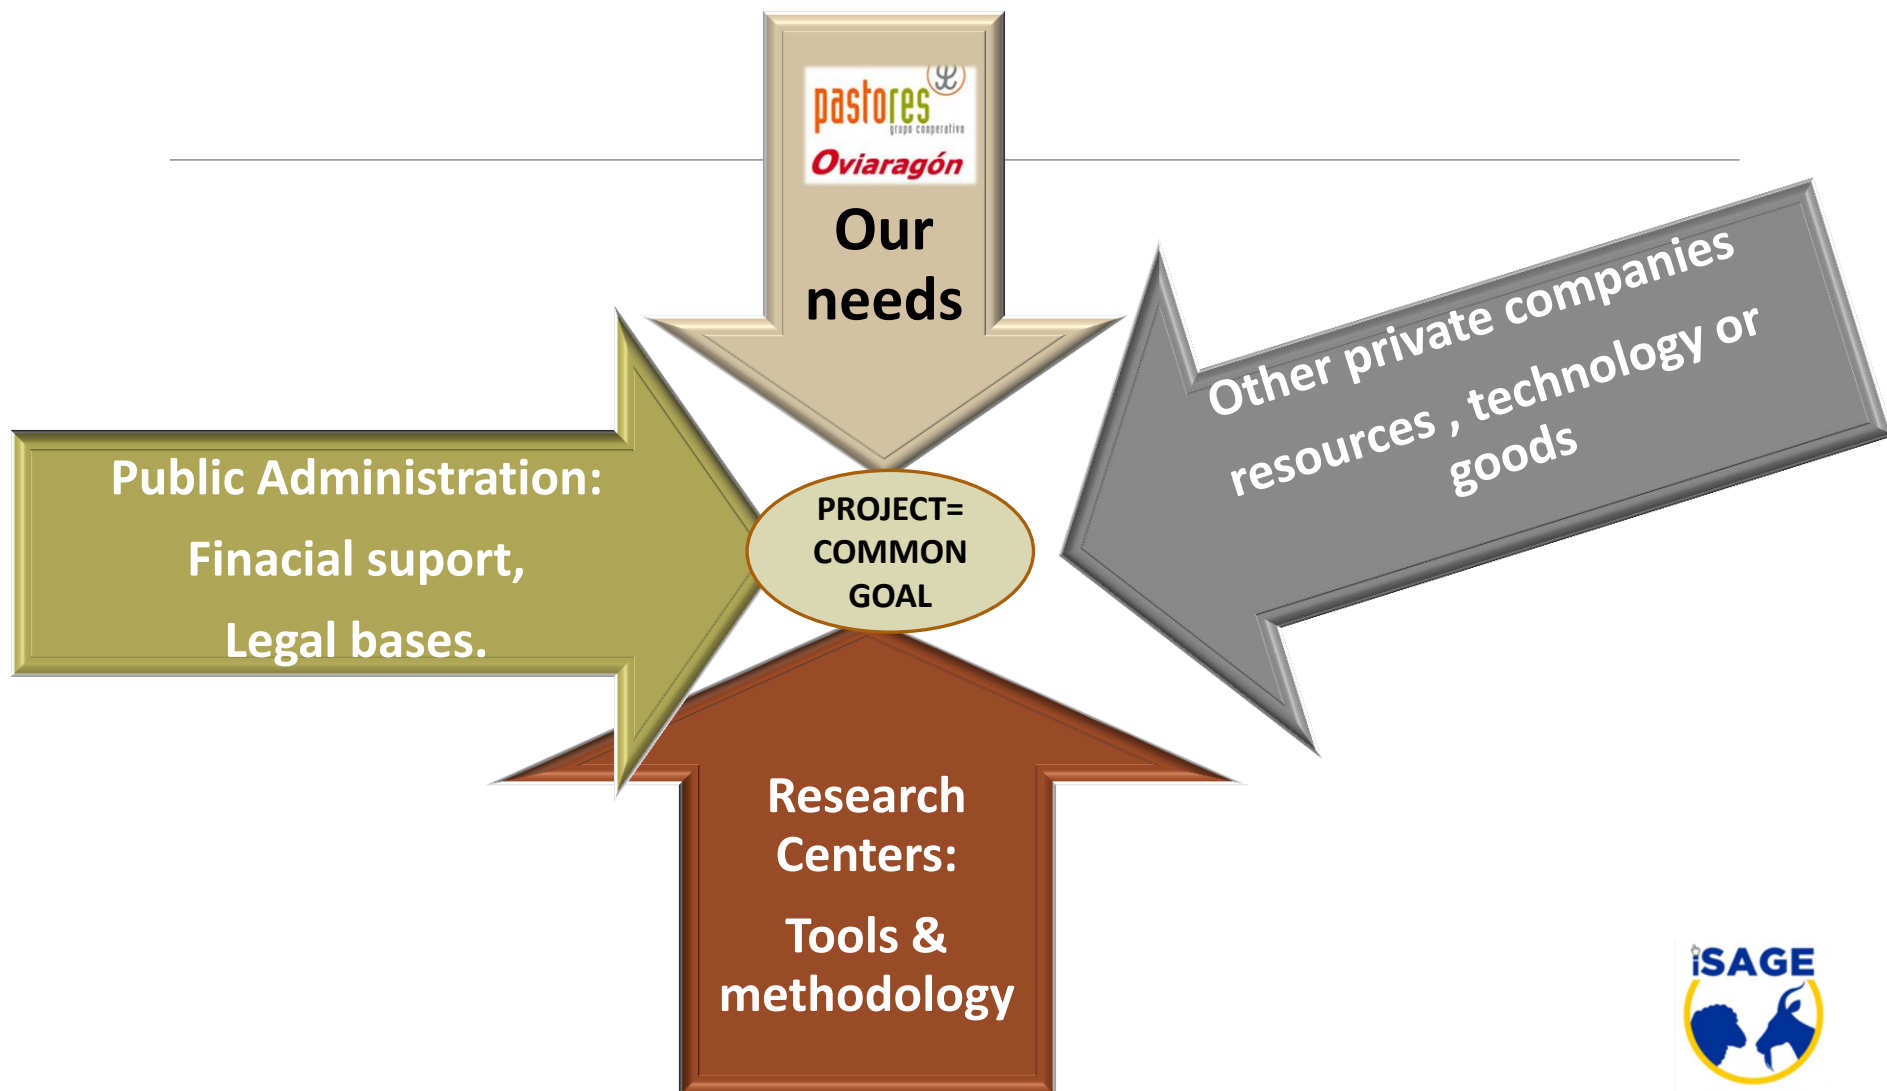 pastores
grupo cooperativo
Oviaragón
Our
needs
Other private companies
resources , technology or
goods
Public Administration:
Finacial suport,
Legal bases.
PROJECT=
COMMON
GOAL
Research
Centers:
Tools &
methodology
iSAGE